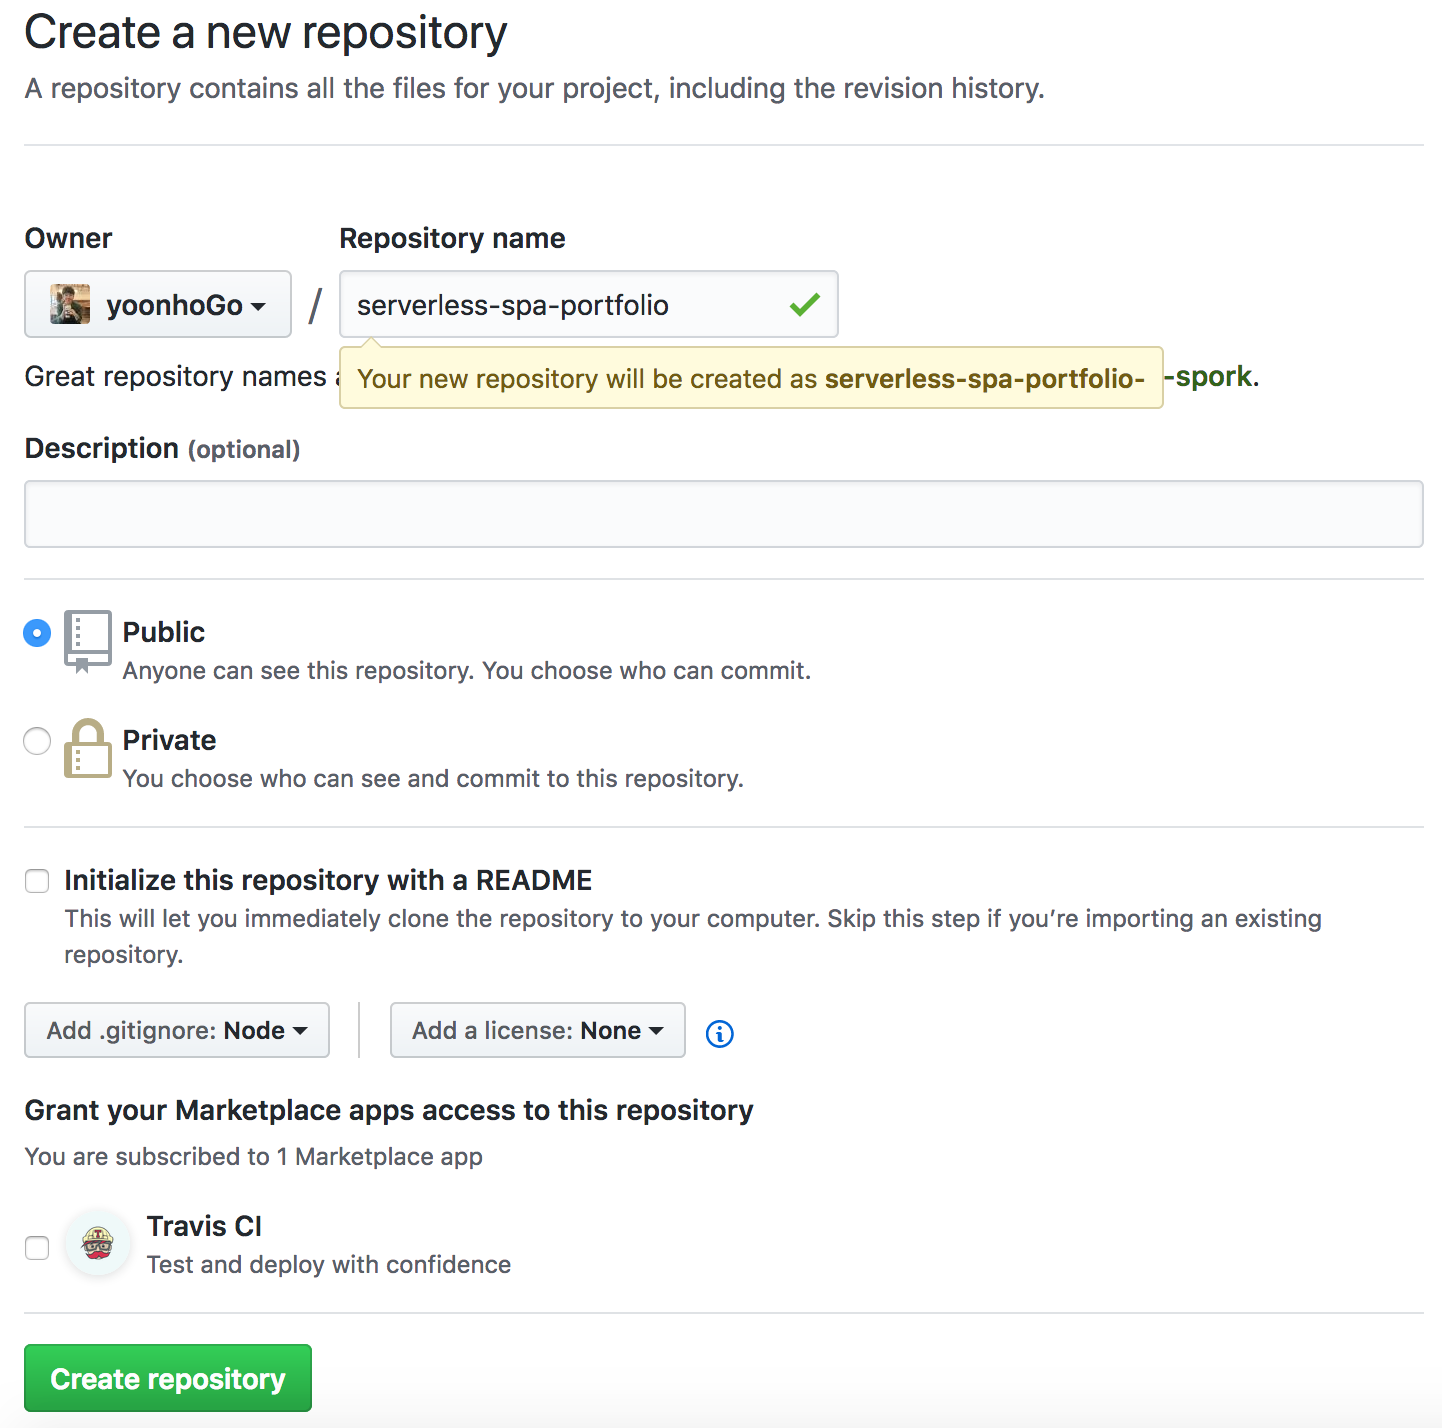 Create a new repository
A repository contains all the files for your project, including the revision history.
Owner
Repository name
yoonhoGo
/
serverless-spa-portfolio
Great repository names
Your new repository will be created as serverless-spa-portfolio-
-spork.
Description (optional)
Public
Anyone can see this repository. You choose who can commit.
Private
You choose who can see and commit to this repository.
Initialize this repository with a README
This will let you immediately clone the repository to your computer. Skip this step if you’re importing an existing
repository.
Add .gitignore: Node
Add a license: None
Grant your Marketplace apps access to this repository
You are subscribed to 1 Marketplace app
Travis CI
Test and deploy with confidence
Create repository